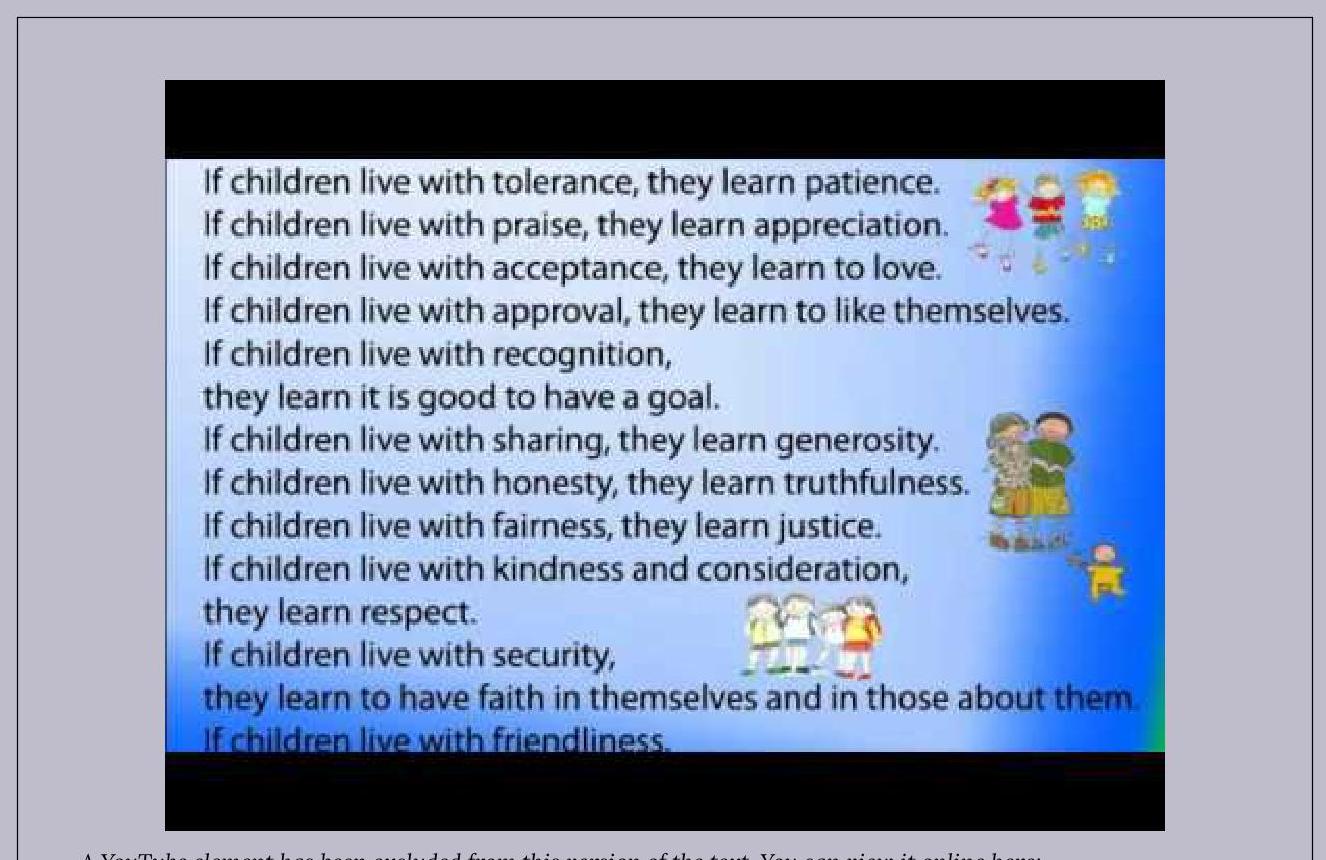 If children live with tolerance, they learn patience.
If children live with praise, they learn appreciation.
If children live with acceptance, they learn to love.
If children live with approval, they learn to like themselves.
If children live with recognition,
they learn it is good to have a goal.
If children live with sharing, they learn generosity.
If children live with honesty, they learn truthfulness.
If children live with fairness, they learn justice.
If children live with kindness and consideration,
they learn respect.
If children live with security,
they learn to have faith in themselves and in those about them.
If children live with friendliness,
A YouTube element has been excluded from this version of the text. You can view it online here: